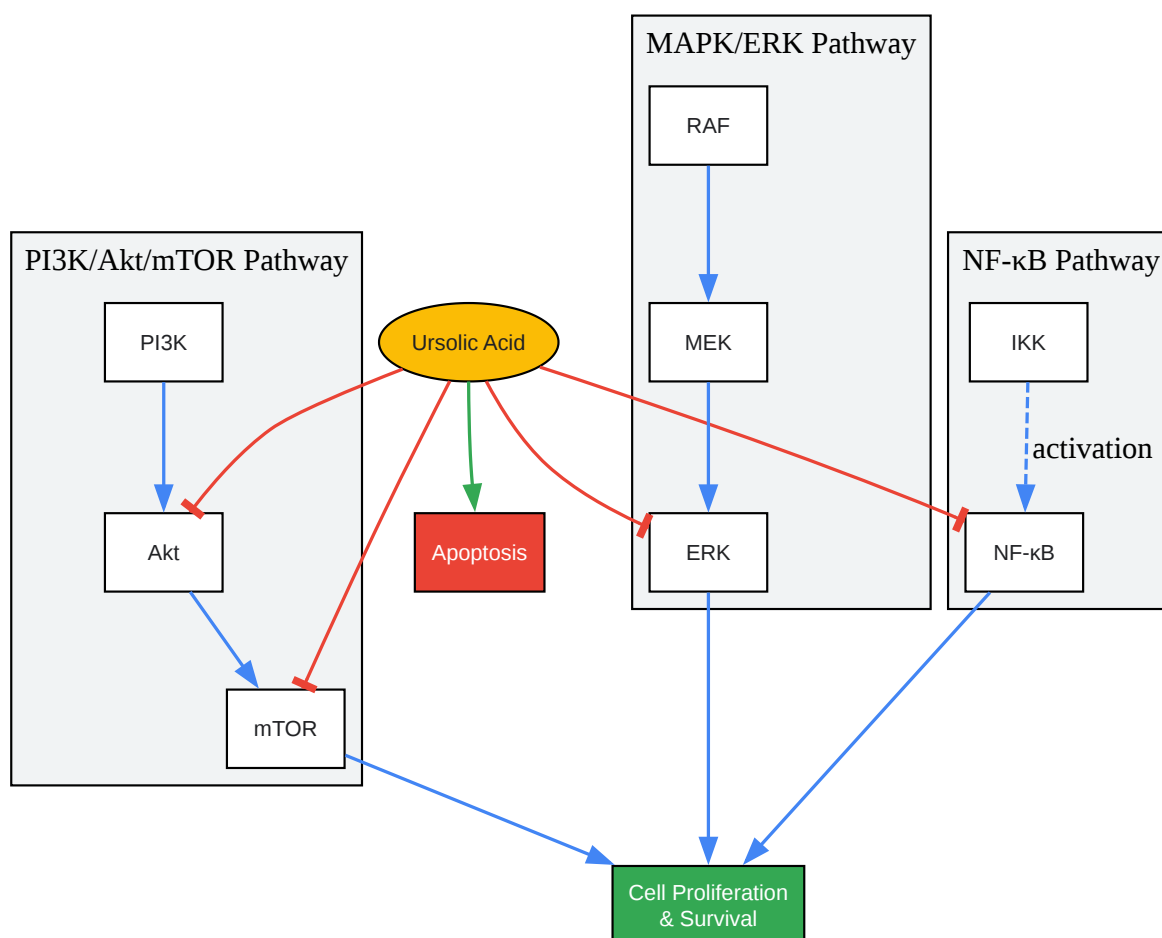 MAPK/ERK Pathway
RAF
PI3K/Akt/mTOR Pathway
NF-κB Pathway
PI3K
Ursolic Acid
MEK
IKK
activation
Akt
Apoptosis
ERK
NF-κB
mTOR
Cell Proliferation
& Survival